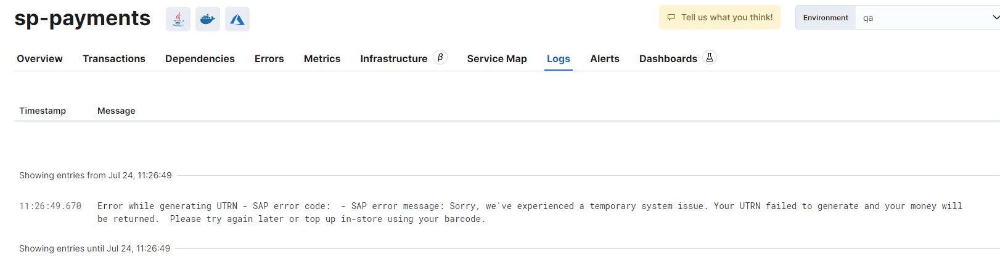 sp-payments
Tell us what you think!
Environment qa
Overview Transactions Dependencies Errors Metrics Infrastructure β Service Map Logs Alerts Dashboards
Timestamp Message
Showing entries from Jul 24, 11:26:49
11:26:49.670 Error while generating UTRN - SAP error code:  - SAP error message: Sorry, we've experienced a temporary system issue. Your UTRN failed to generate and your money will
be returned.  Please try again later or top up in-store using your barcode.
Showing entries until Jul 24, 11:26:49